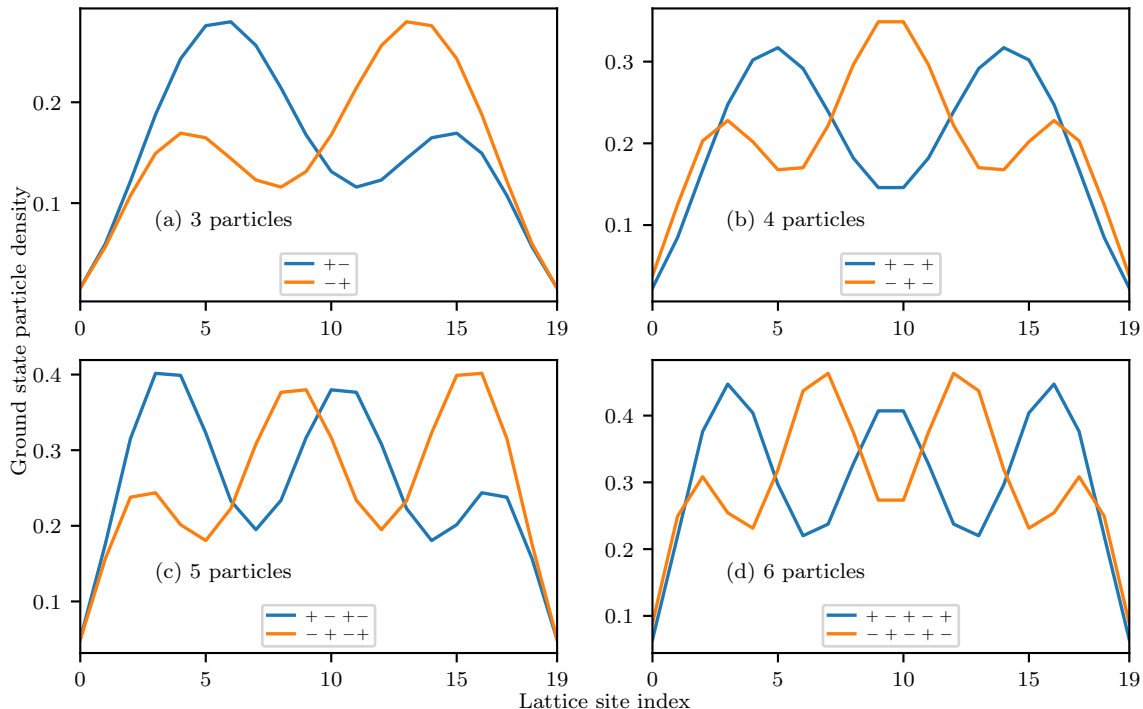 0.2
0.1
(a) 3 particles
+−
−+
0 5 10 15 19
0.3
0.2
0.1
(b) 4 particles
+ − +
− + −
0 5 10 15 19
Ground state particle density
0.4
0.3
0.2
0.1
(c) 5 particles
+ − +−
− + −+
0 5 10 15 19
0.4
0.3
0.2
0.1
(d) 6 particles
+ − + − +
− + − + −
0 5 10 15 19
Lattice site index